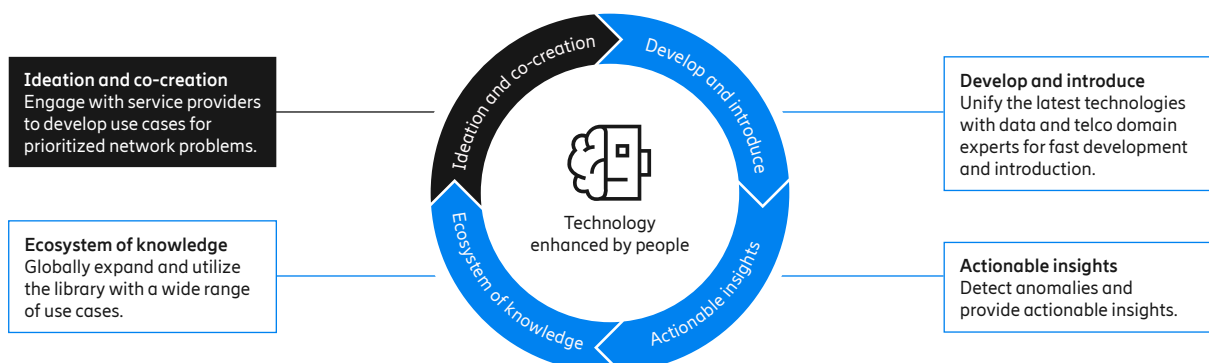 Ideation and co-creation
Engage with service providers
to develop use cases for
prioritized network problems.
Ecosystem of knowledge
Globally expand and utilize
the library with a wide range
of use cases.
Ideation and co-creation
Develop and introduce
Actionable insights
Ecosystem of knowledge
Technology
enhanced by people
Develop and introduce
Unify the latest technologies
with data and telco domain
experts for fast development
and introduction.
Actionable insights
Detect anomalies and
provide actionable insights.